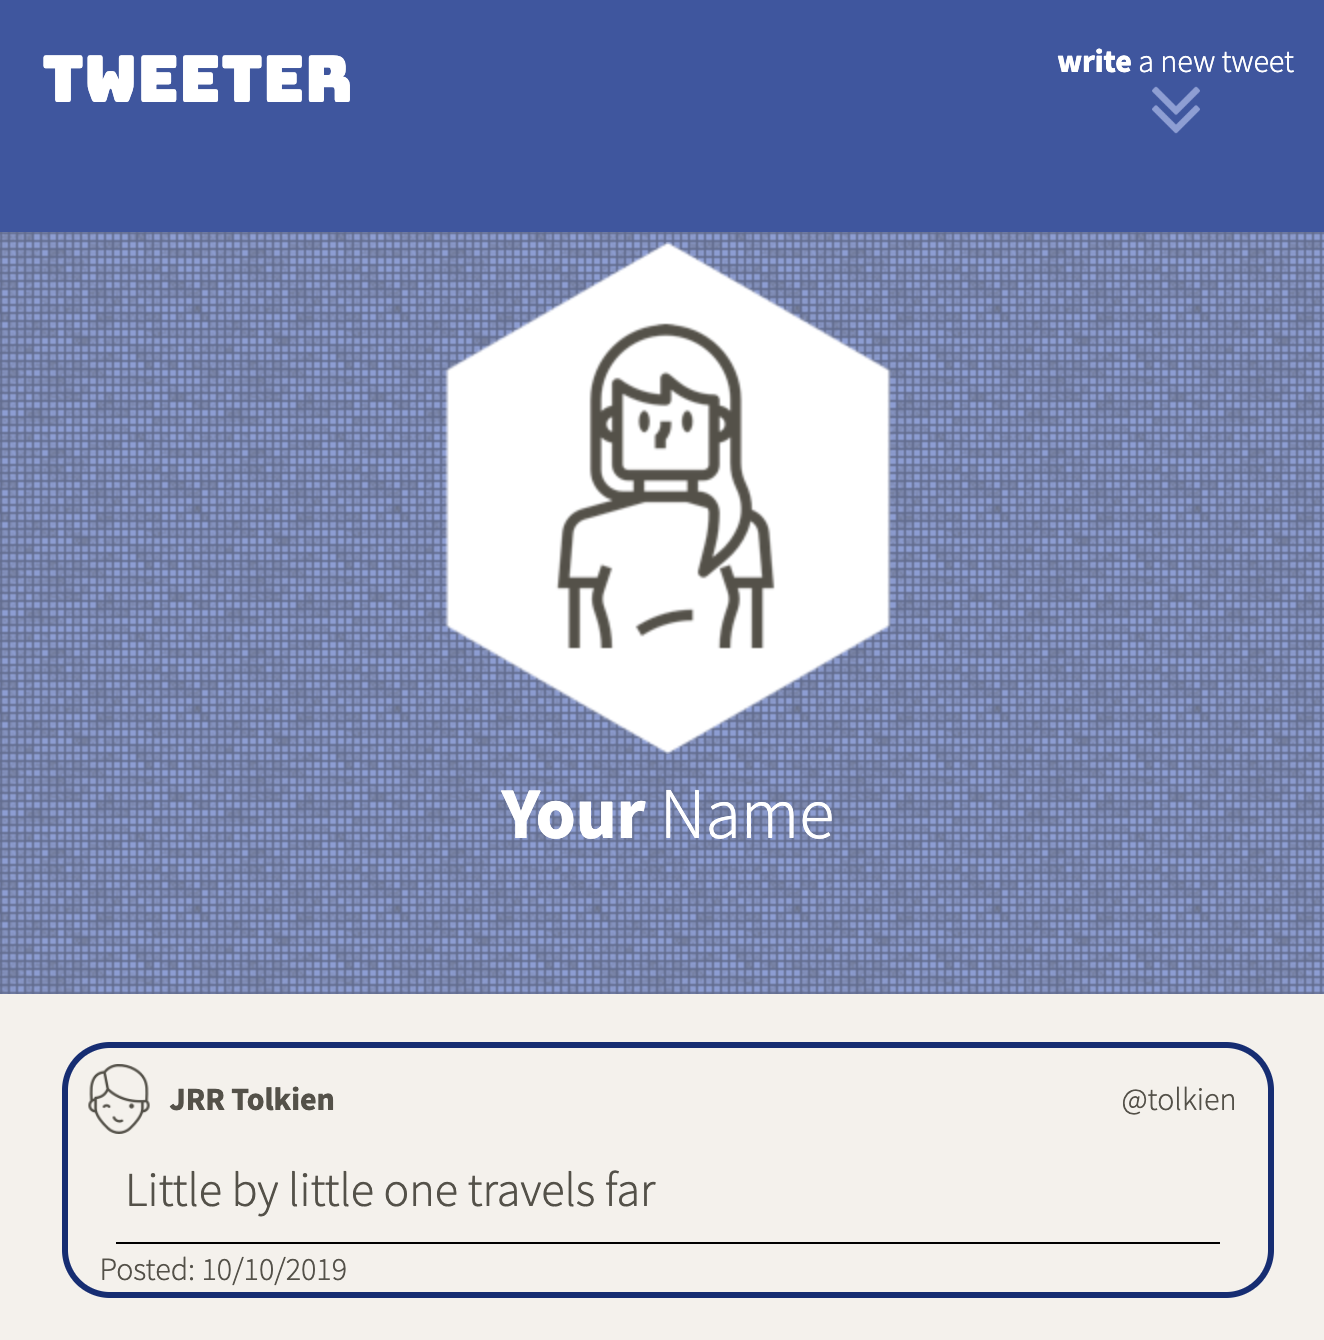 TWEETER
write a new tweet
Your Name
JRR Tolkien
@tolkien
Little by little one travels far
Posted: 10/10/2019